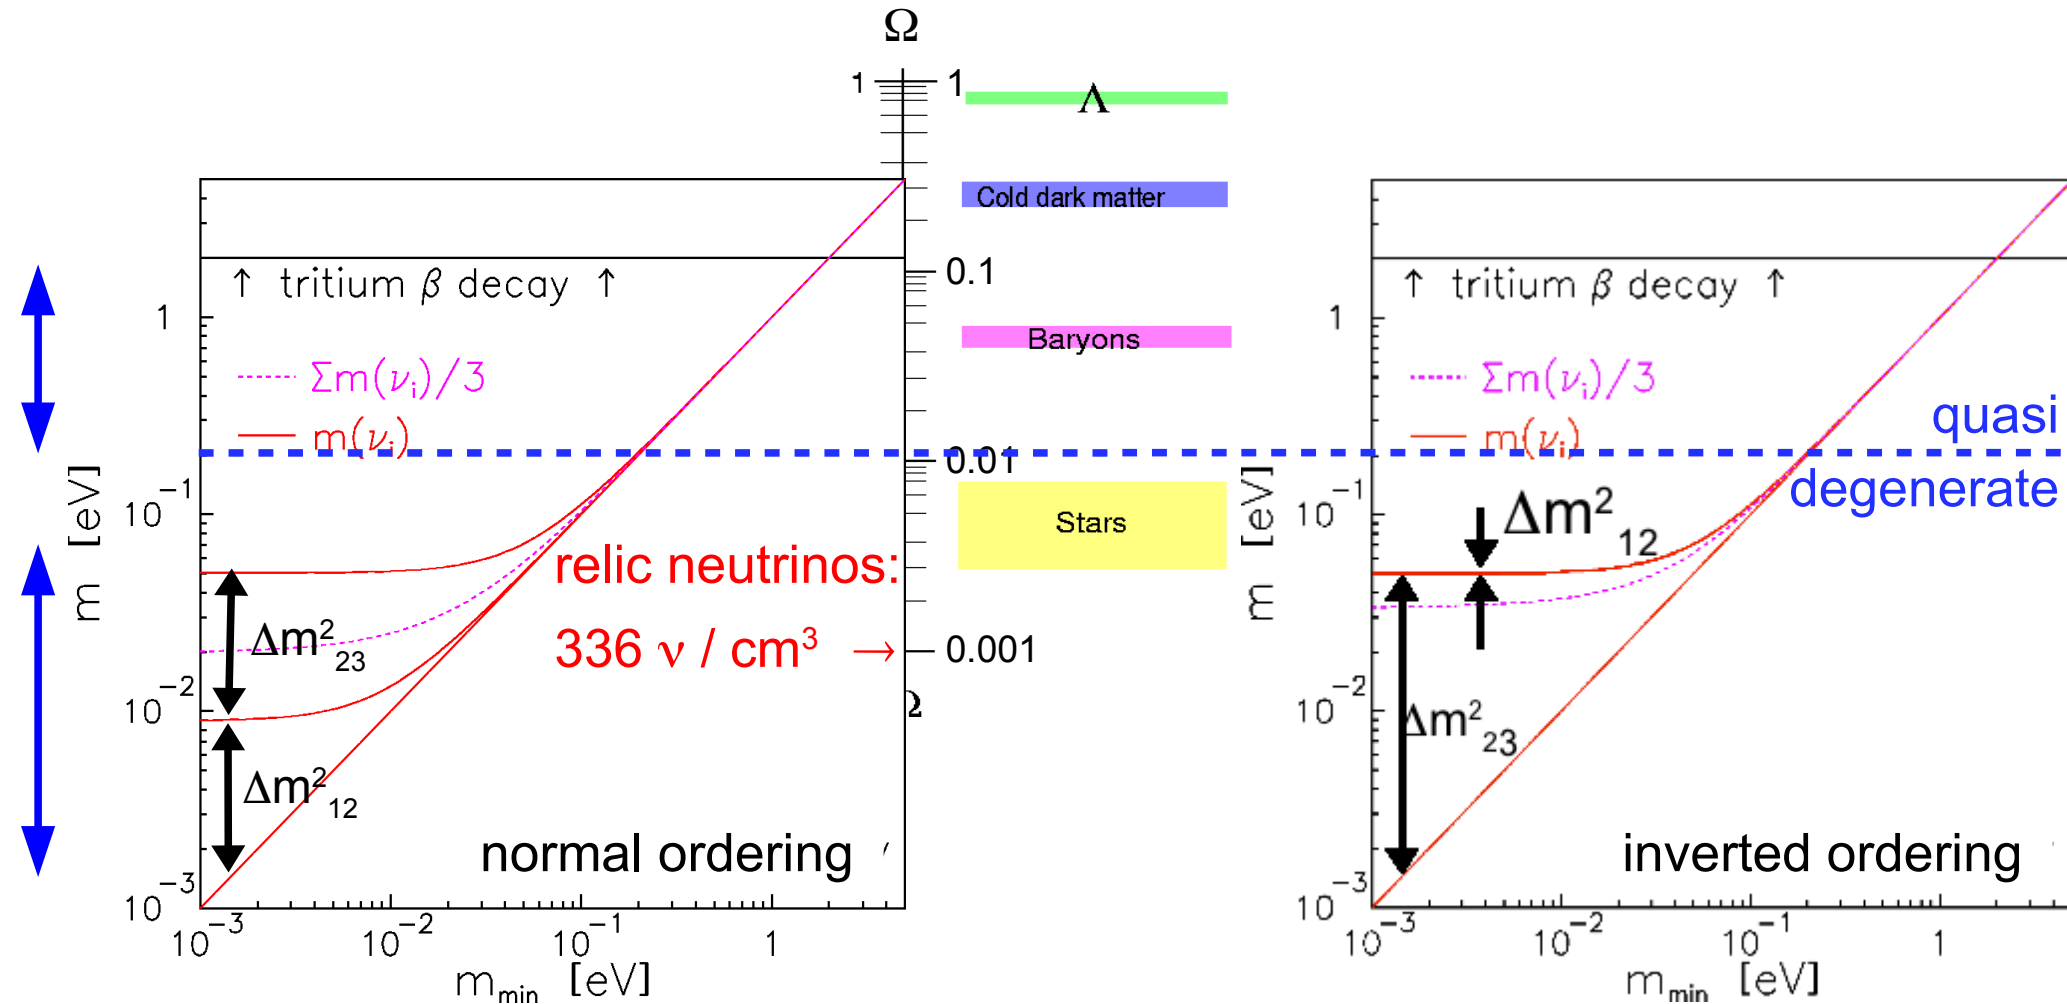 Ω
1
1
Λ
Cold dark matter
0.1
Baryons
0.01
Stars
0.001
Ω
↑ tritium β decay ↑
1
Σm(νᵢ)/3
m(νᵢ)
10⁻¹
m [eV]
relic neutrinos:
336 ν / cm³ →
Δm²₂₃
10⁻²
Δm²₁₂
normal ordering
10⁻³
10⁻³ 10⁻² 10⁻¹ 1
m_min [eV]
↑ tritium β decay ↑
1
Σm(νᵢ)/3
quasi
m(νᵢ)
degenerate
10⁻¹
m [eV]
Δm²₁₂
10⁻²
Δm²₂₃
inverted ordering
10⁻³
10⁻³ 10⁻² 10⁻¹ 1
m_min [eV]